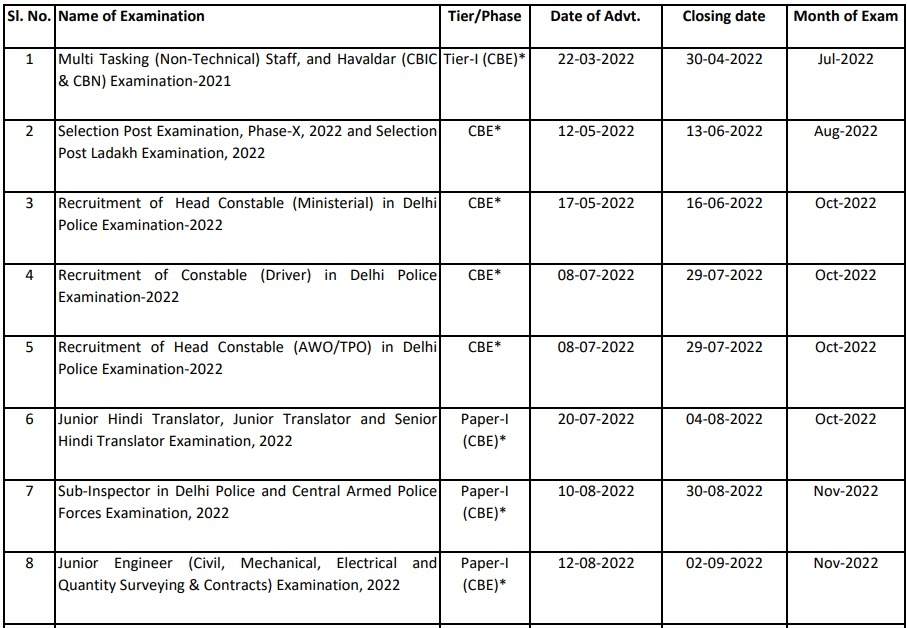 Sl. No. Name of Examination Tier/Phase Date of Advt. Closing date Month of Exam
1 Multi Tasking (Non-Technical) Staff, and Havaldar (CBIC Tier-I (CBE)* 22-03-2022 30-04-2022 Jul-2022
& CBN) Examination-2021
2 Selection Post Examination, Phase-X, 2022 and Selection CBE* 12-05-2022 13-06-2022 Aug-2022
Post Ladakh Examination, 2022
3 Recruitment of Head Constable (Ministerial) in Delhi CBE* 17-05-2022 16-06-2022 Oct-2022
Police Examination-2022
4 Recruitment of Constable (Driver) in Delhi Police CBE* 08-07-2022 29-07-2022 Oct-2022
Examination-2022
5 Recruitment of Head Constable (AWO/TPO) in Delhi CBE* 08-07-2022 29-07-2022 Oct-2022
Police Examination-2022
6 Junior Hindi Translator, Junior Translator and Senior Paper-I 20-07-2022 04-08-2022 Oct-2022
Hindi Translator Examination, 2022 (CBE)*
7 Sub-Inspector in Delhi Police and Central Armed Police Paper-I 10-08-2022 30-08-2022 Nov-2022
Forces Examination, 2022 (CBE)*
8 Junior Engineer (Civil, Mechanical, Electrical and Paper-I 12-08-2022 02-09-2022 Nov-2022
Quantity Surveying & Contracts) Examination, 2022 (CBE)*